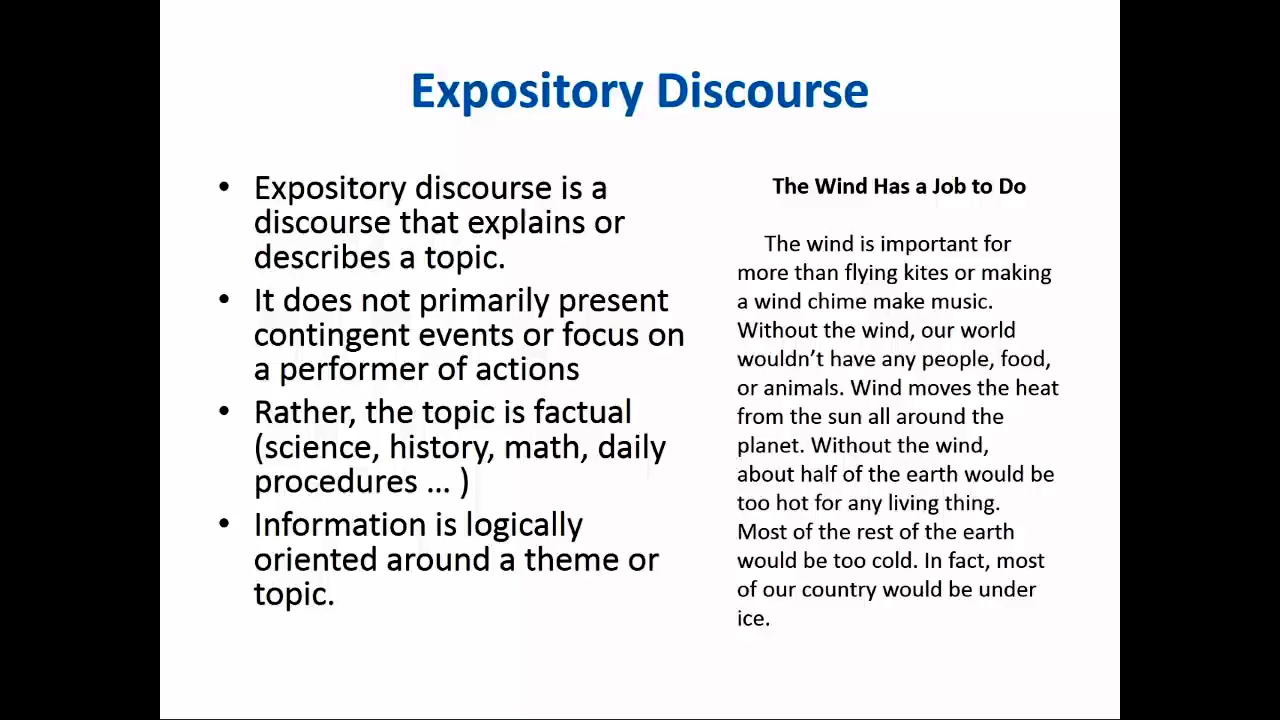 Expository Discourse
• Expository discourse is a
discourse that explains or
describes a topic.
• It does not primarily present
contingent events or focus on
a performer of actions
• Rather, the topic is factual
(science, history, math, daily
procedures … )
• Information is logically
oriented around a theme or
topic.
The Wind Has a Job to Do
The wind is important for
more than flying kites or making
a wind chime make music.
Without the wind, our world
wouldn’t have any people, food,
or animals. Wind moves the heat
from the sun all around the
planet. Without the wind,
about half of the earth would be
too hot for any living thing.
Most of the rest of the earth
would be too cold. In fact, most
of our country would be under
ice.